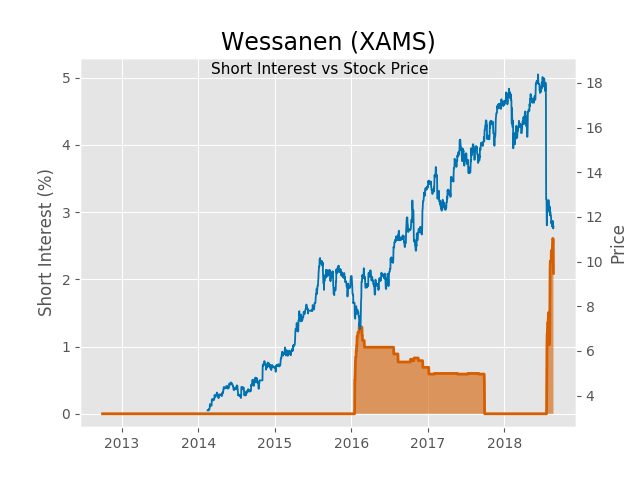 Wessanen (XAMS)
Short Interest vs Stock Price
Short Interest (%)
5
4
3
2
1
0
18
16
14
12
10
8
6
4
Price
2013 2014 2015 2016 2017 2018